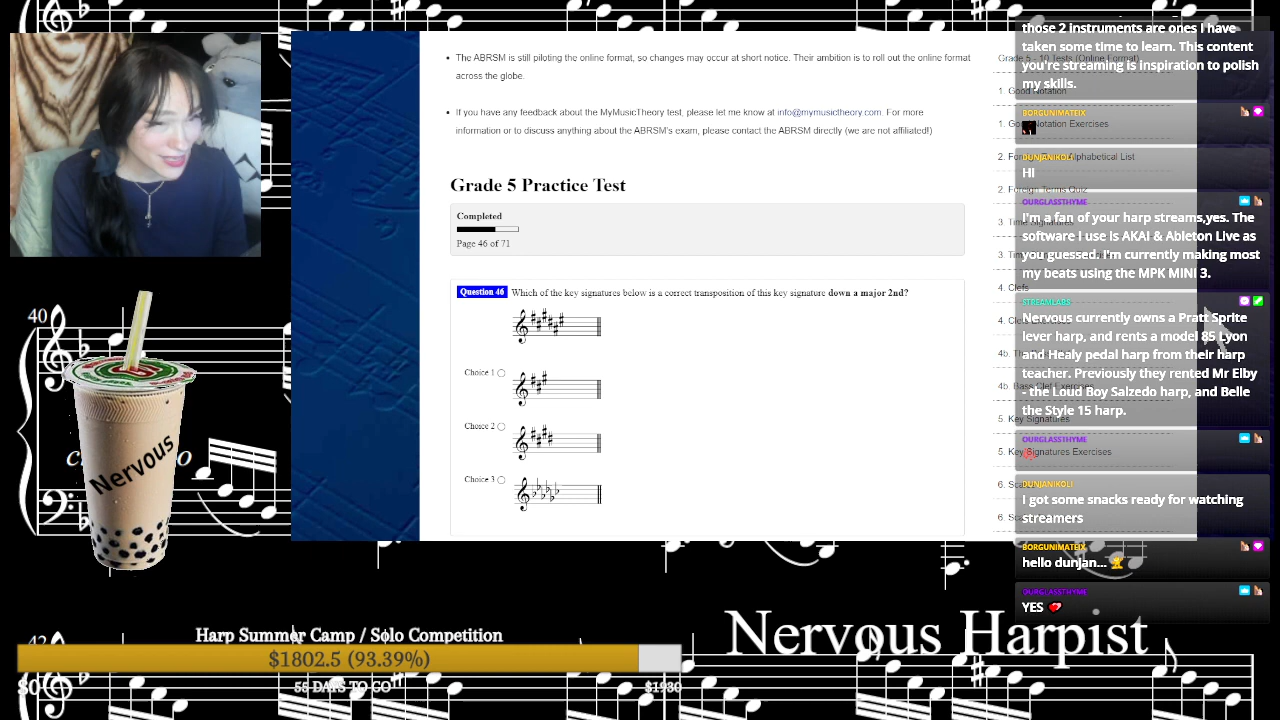 The ABRSM is still piloting the online format, so changes may occur at short notice. Their ambition is to roll out the online format
across the globe.
If you have any feedback about the MyMusicTheory test, please let me know at info@mymusictheory.com. For more
information or to discuss anything about the ABRSM's exam, please contact the ABRSM directly (we are not affiliated!)
Grade 5 Practice Test
Completed
Page 46 of 71
Question 46 Which of the key signatures below is a correct transposition of this key signature down a major 2nd?
Choice 1
Choice 2
Choice 3
Grade 5 - 10 Tests (Online Format)
1. Good Notation
2. Foreign Terms Quiz
4. Clefs
5. Key Signatures
5. Key Signatures Exercises
those 2 instruments are ones I have
taken some time to learn. This content
you're streaming is inspiration to polish
my skills.
BORGUNIMATEIX
DUNJANIKOLI
HI
OURGLASSTHYME
I'm a fan of your harp streams,yes. The
software I use is AKAI & Ableton Live as
you guessed. I'm currently making most
my beats using the MPK MINI 3.
STREAMLABS
Nervous currently owns a Pratt Sprite
lever harp, and rents a model 85 Lyon
and Healy pedal harp from their harp
teacher. Previously they rented Mr Elby
- the Loud Boy Salzedo harp, and Belle
the Style 15 harp.
OURGLASSTHYME
DUNJANIKOLI
I got some snacks ready for watching
streamers
BORGUNIMATEIX
hello dunjan...
OURGLASSTHYME
YES
40
Nervous
42
Harp Summer Camp / Solo Competition
$1802.5 (93.39%)
$0
55 DAYS TO GO
$1930
Nervous Harpist